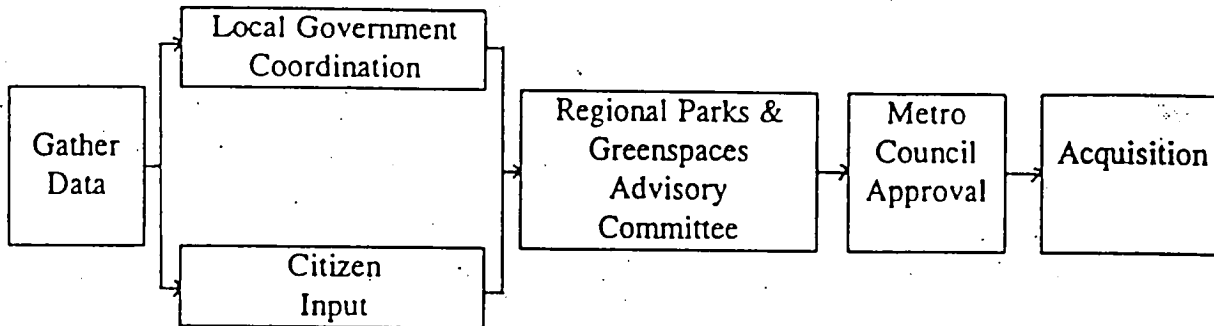 Gather
Data
Local Government
Coordination
Citizen
Input
Regional Parks &
Greenspaces
Advisory
Committee
Metro
Council
Approval
Acquisition